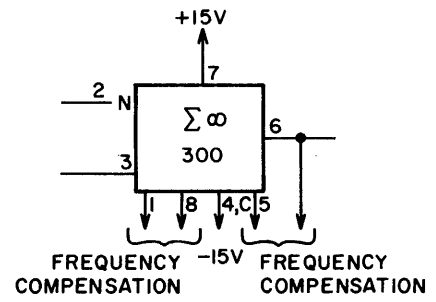 +15V
7
2
N
Σ∞
6
300
3
1
8
4,C
5
-15V
FREQUENCY
COMPENSATION
FREQUENCY
COMPENSATION